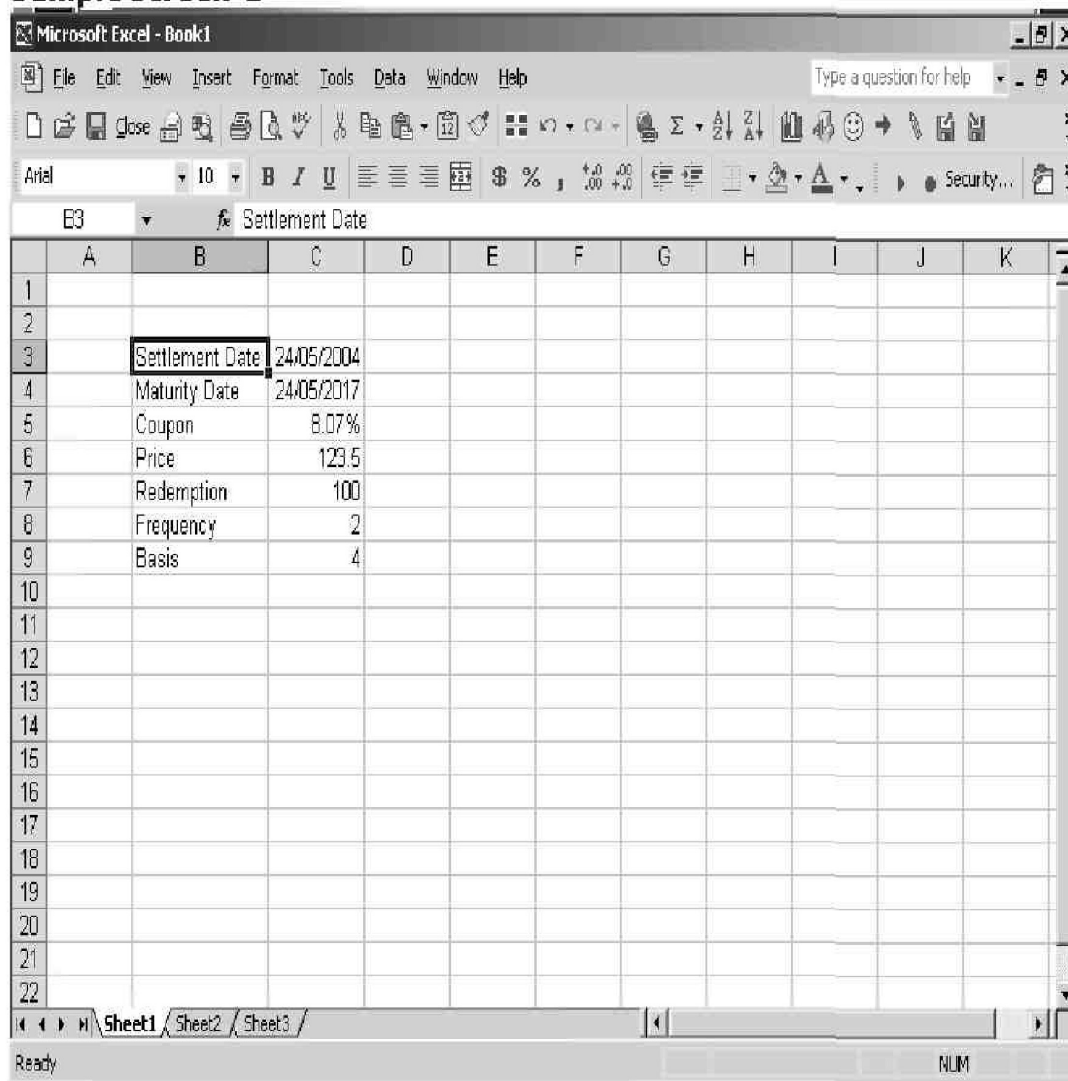 Microsoft Excel - Book1
File Edit View Insert Format Tools Data Window Help Type a question for help
Close Σ Security...
Arial 10 B I U $ % ,
B3 fx Settlement Date
A B C D E F G H I J K
1
2
3 Settlement Date 24/05/2004
4 Maturity Date 24/05/2017
5 Coupon 8.07%
6 Price 123.5
7 Redemption 100
8 Frequency 2
9 Basis 4
10
11
12
13
14
15
16
17
18
19
20
21
22
Sheet1 Sheet2 Sheet3
Ready NUM